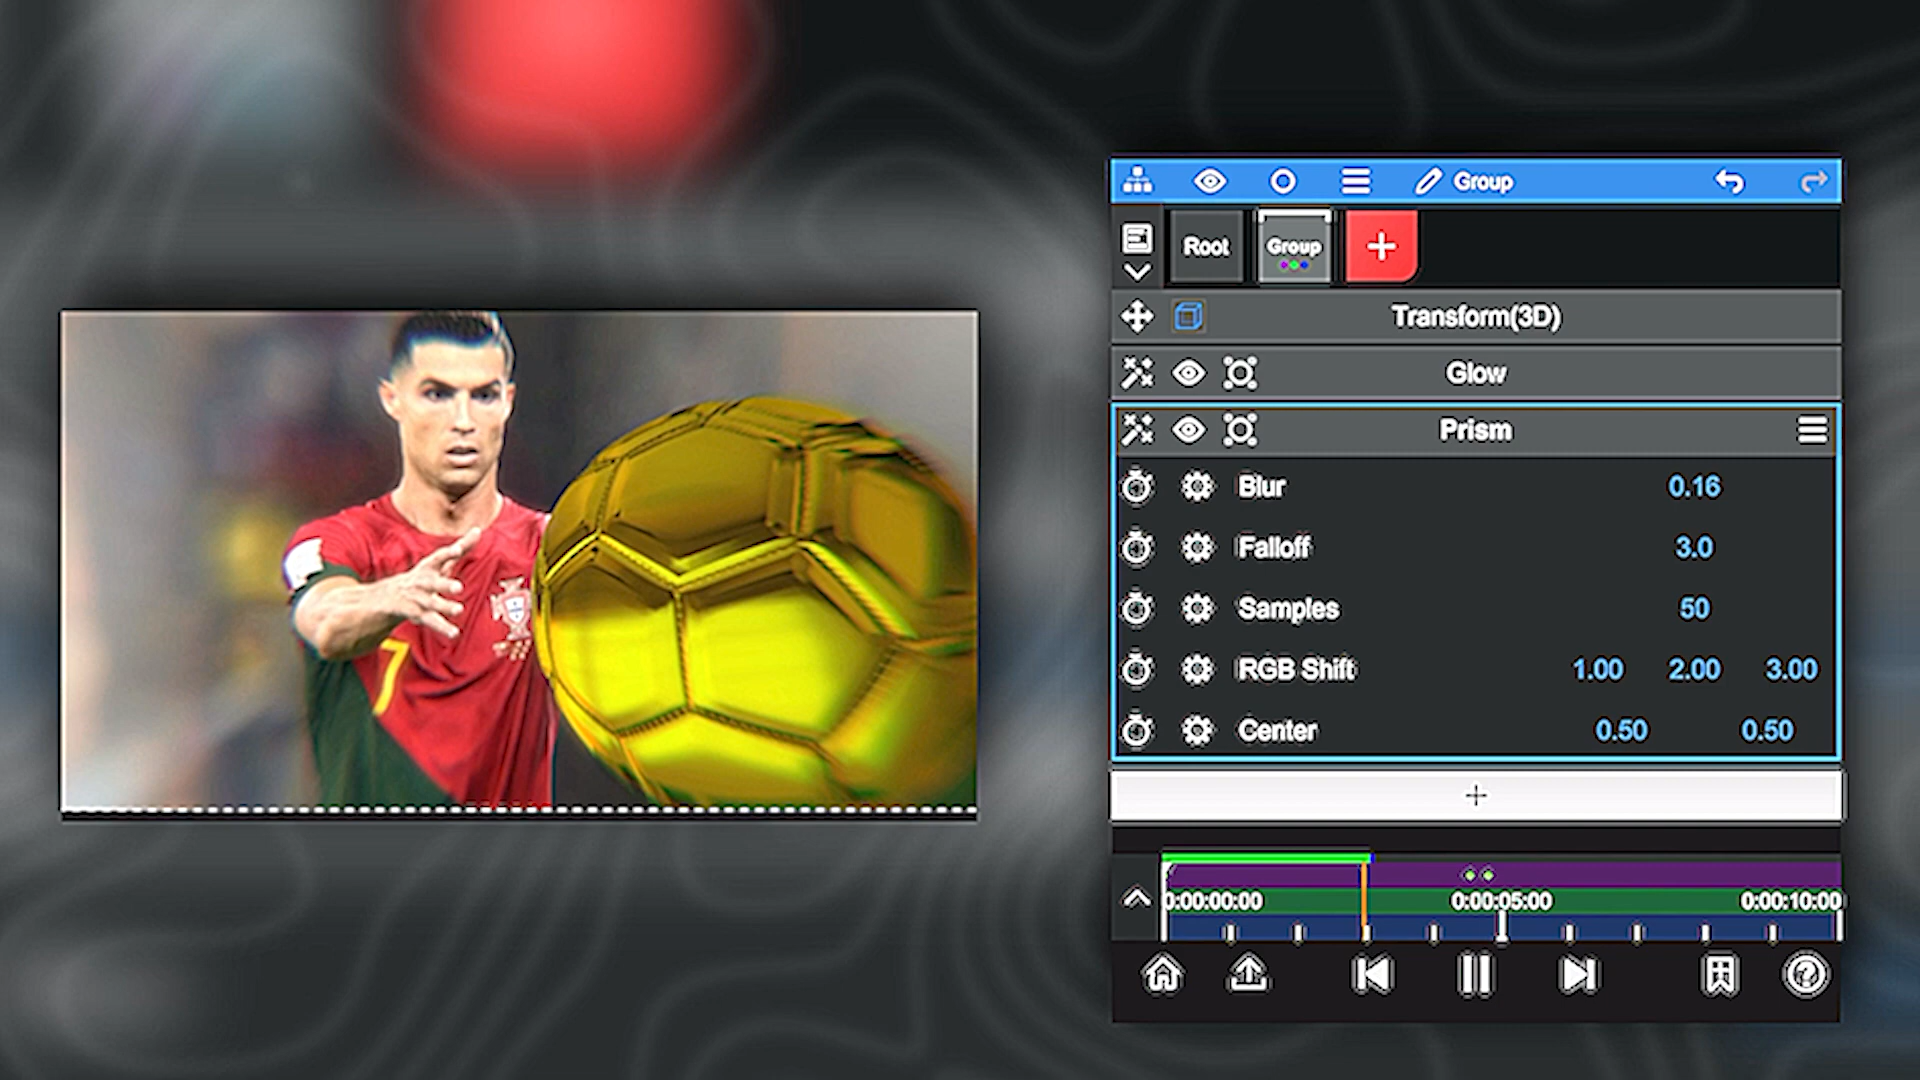 Group
Root
Group
+
Transform(3D)
Glow
Prism
Blur 0.16
Falloff 3.0
Samples 50
RGB Shift 1.00 2.00 3.00
Center 0.50 0.50
+
0:00:00:00 0:00:05:00 0:00:10:00
?
7